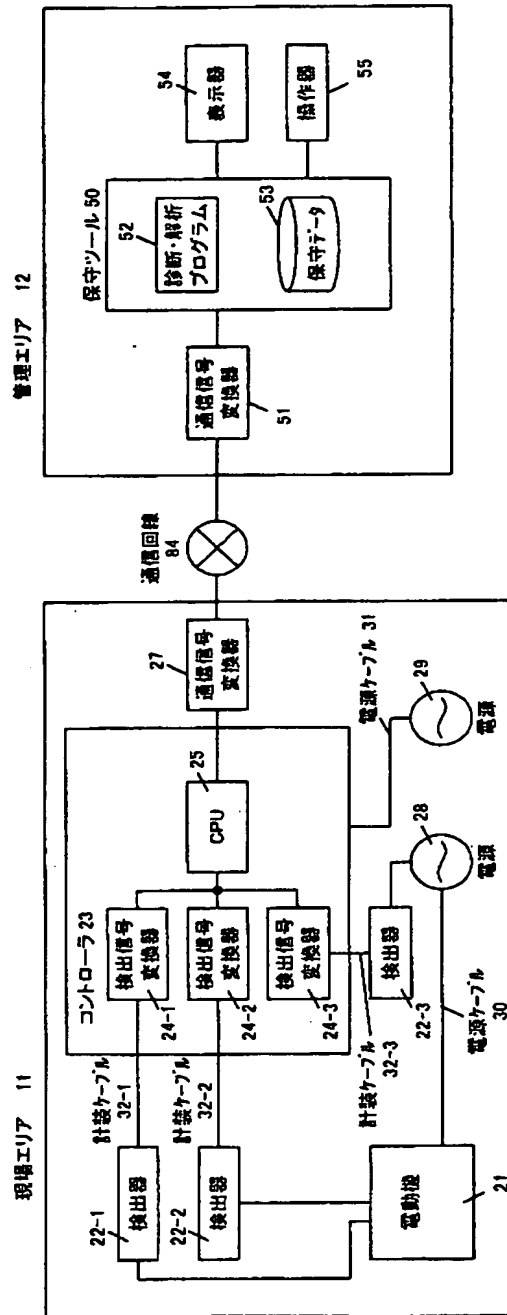 現場エリア 11
コントローラ 23
検出器
22-1
計装ケーブル
32-1
検出信号
変換器
24-1
検出器
22-2
計装ケーブル
32-2
検出信号
変換器
24-2
検出信号
変換器
24-3
計装ケーブル
32-3
検出器
22-3
CPU
25
通信信号
変換器
27
電動機
21
電源ケーブル
30
電源
28
電源ケーブル 31
電源
29
通信回線
84
管理エリア 12
通信信号
変換器
51
保守ツール 50
診断・解析
プログラム
52
保守データ
53
表示器
54
操作器
55